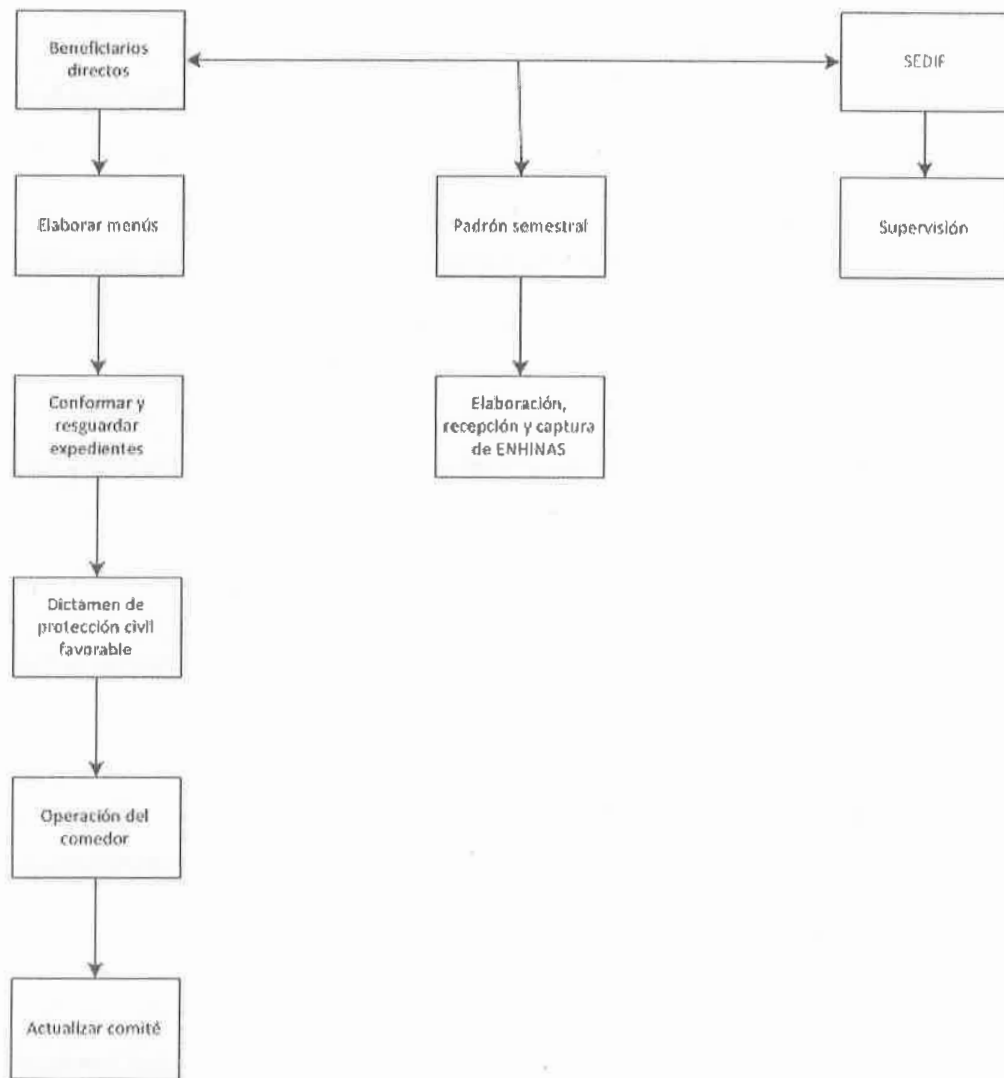 Beneficiarios
directos
SEDIF
Elaborar menús
Padrón semestral
Supervisión
Conformar y
resguardar
expedientes
Elaboración,
recepción y captura
de ENHINAS
Dictamen de
protección civil
favorable
Operación del
comedor
Actualizar comité